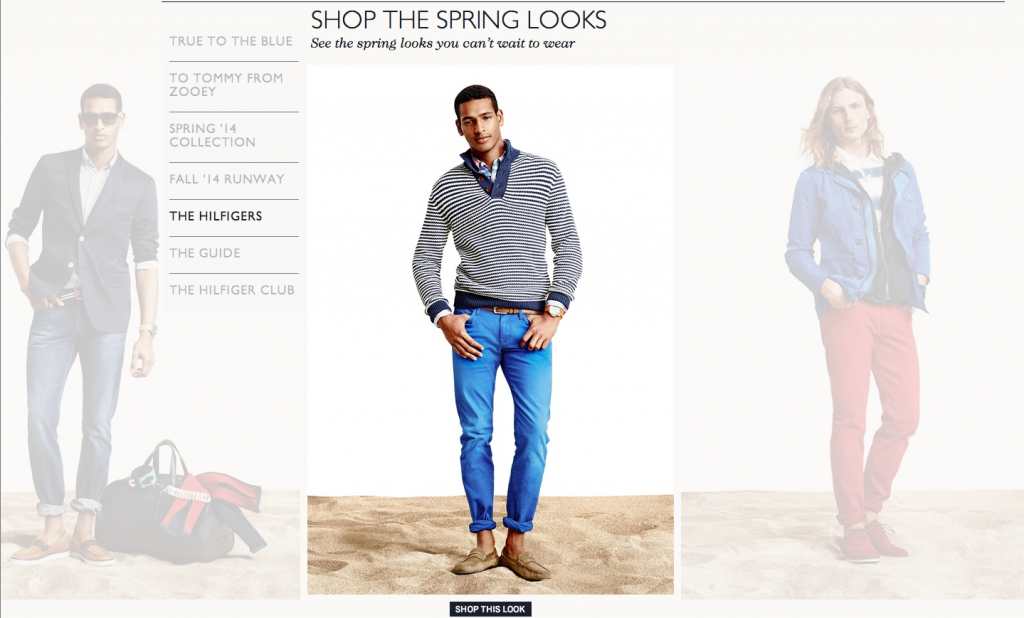 SHOP THE SPRING LOOKS
See the spring looks you can't wait to wear
TRUE TO THE BLUE
TO TOMMY FROM
ZOOEY
SPRING '14
COLLECTION
FALL '14 RUNWAY
THE HILFIGERS
THE GUIDE
THE HILFIGER CLUB
SHOP THIS LOOK